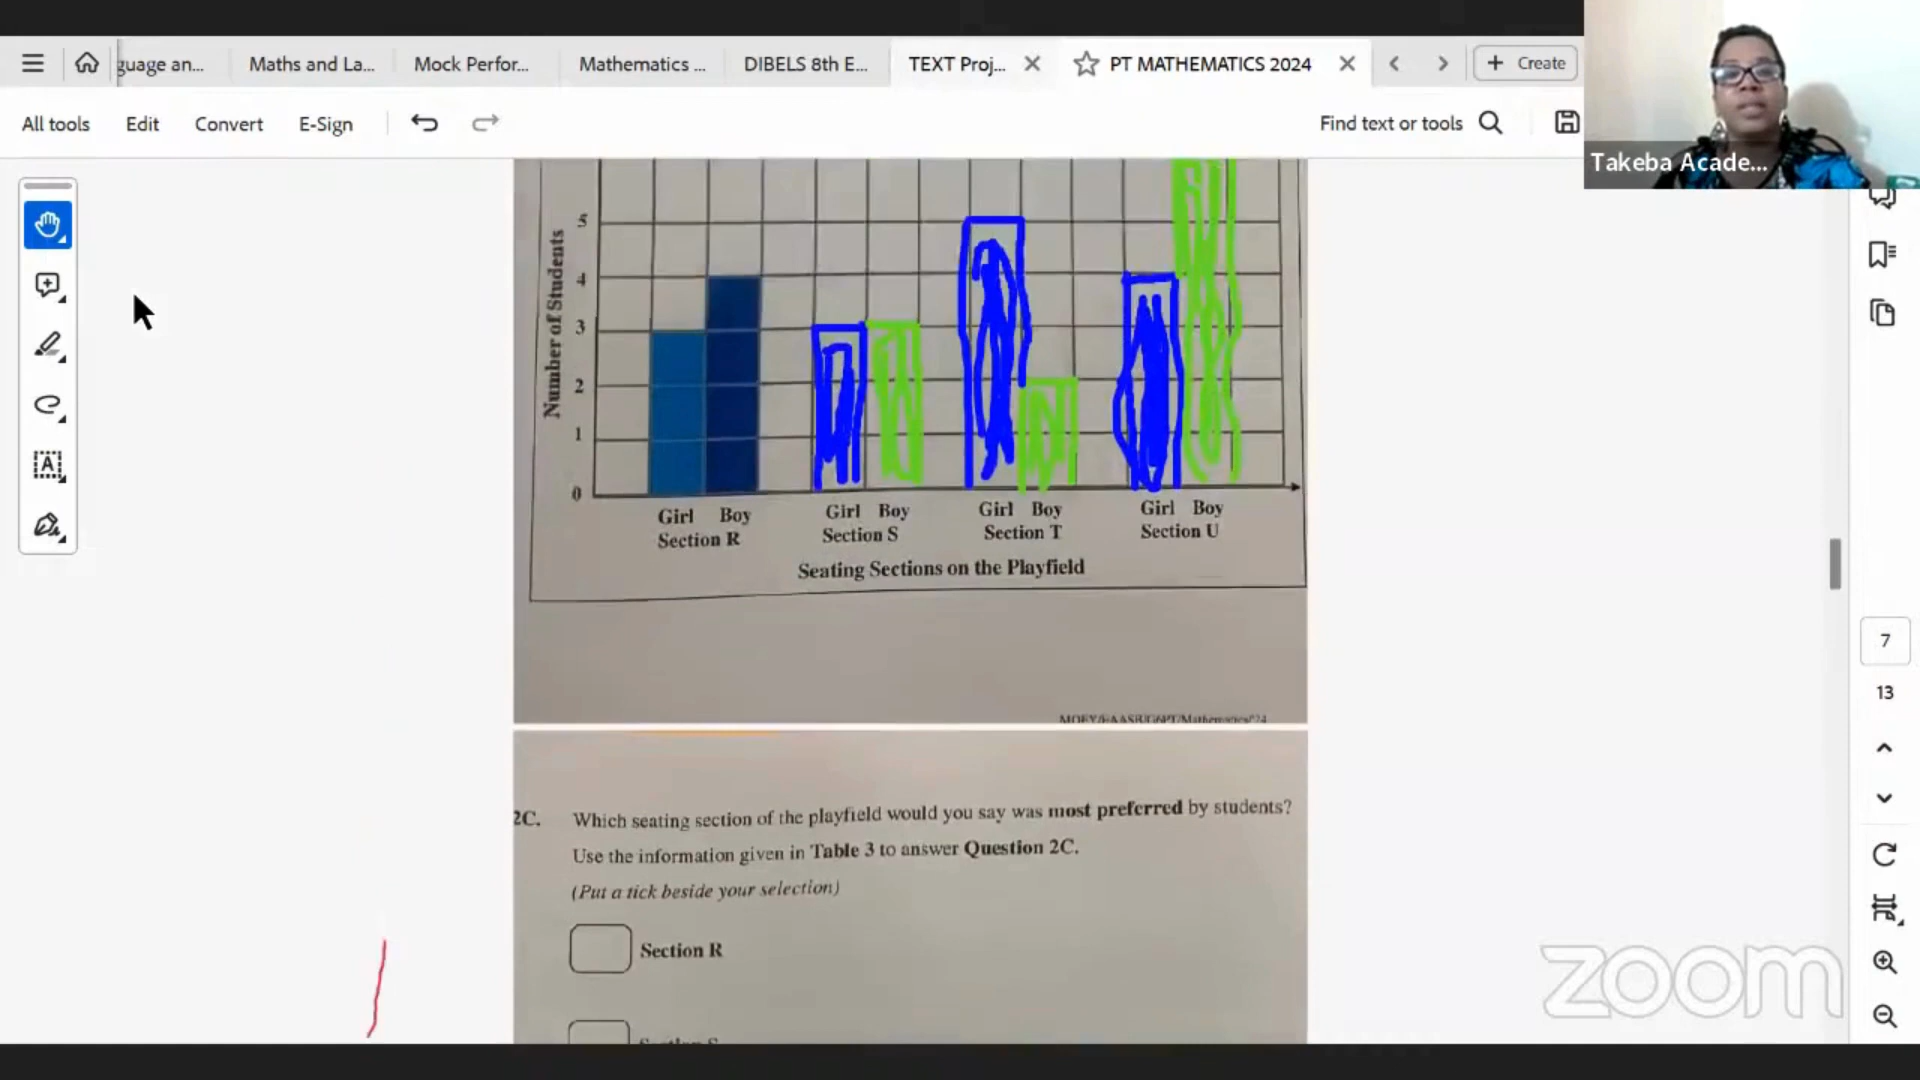 guage an...
Maths and La...
Mock Perfor...
Mathematics ...
DIBELS 8th E...
TEXT Proj...
PT MATHEMATICS 2024
Create
All tools
Edit
Convert
E-Sign
Find text or tools
Takeba Acade...
Number of Students
5
4
3
2
1
0
Girl Boy
Section R
Girl Boy
Section S
Girl Boy
Section T
Girl Boy
Section U
Seating Sections on the Playfield
2C. Which seating section of the playfield would you say was most preferred by students?
Use the information given in Table 3 to answer Question 2C.
(Put a tick beside your selection)
Section R
7
13
zoom